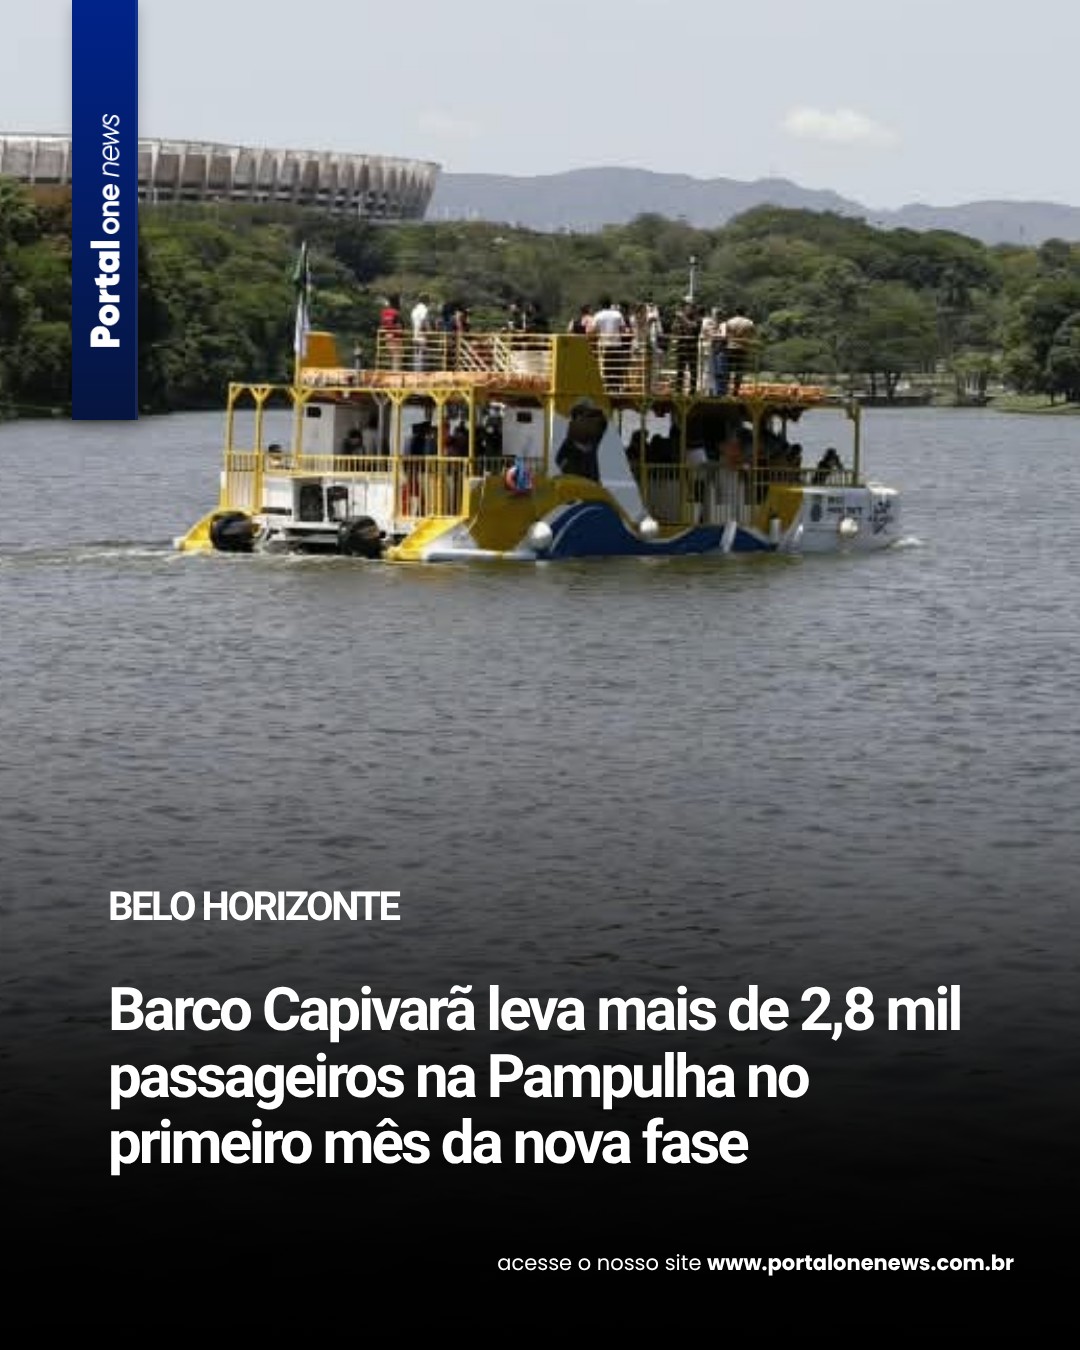 Portal one news
BELO HORIZONTE
Barco Capivarã leva mais de 2,8 mil
passageiros na Pampulha no
primeiro mês da nova fase
acesse o nosso site www.portalonenews.com.br